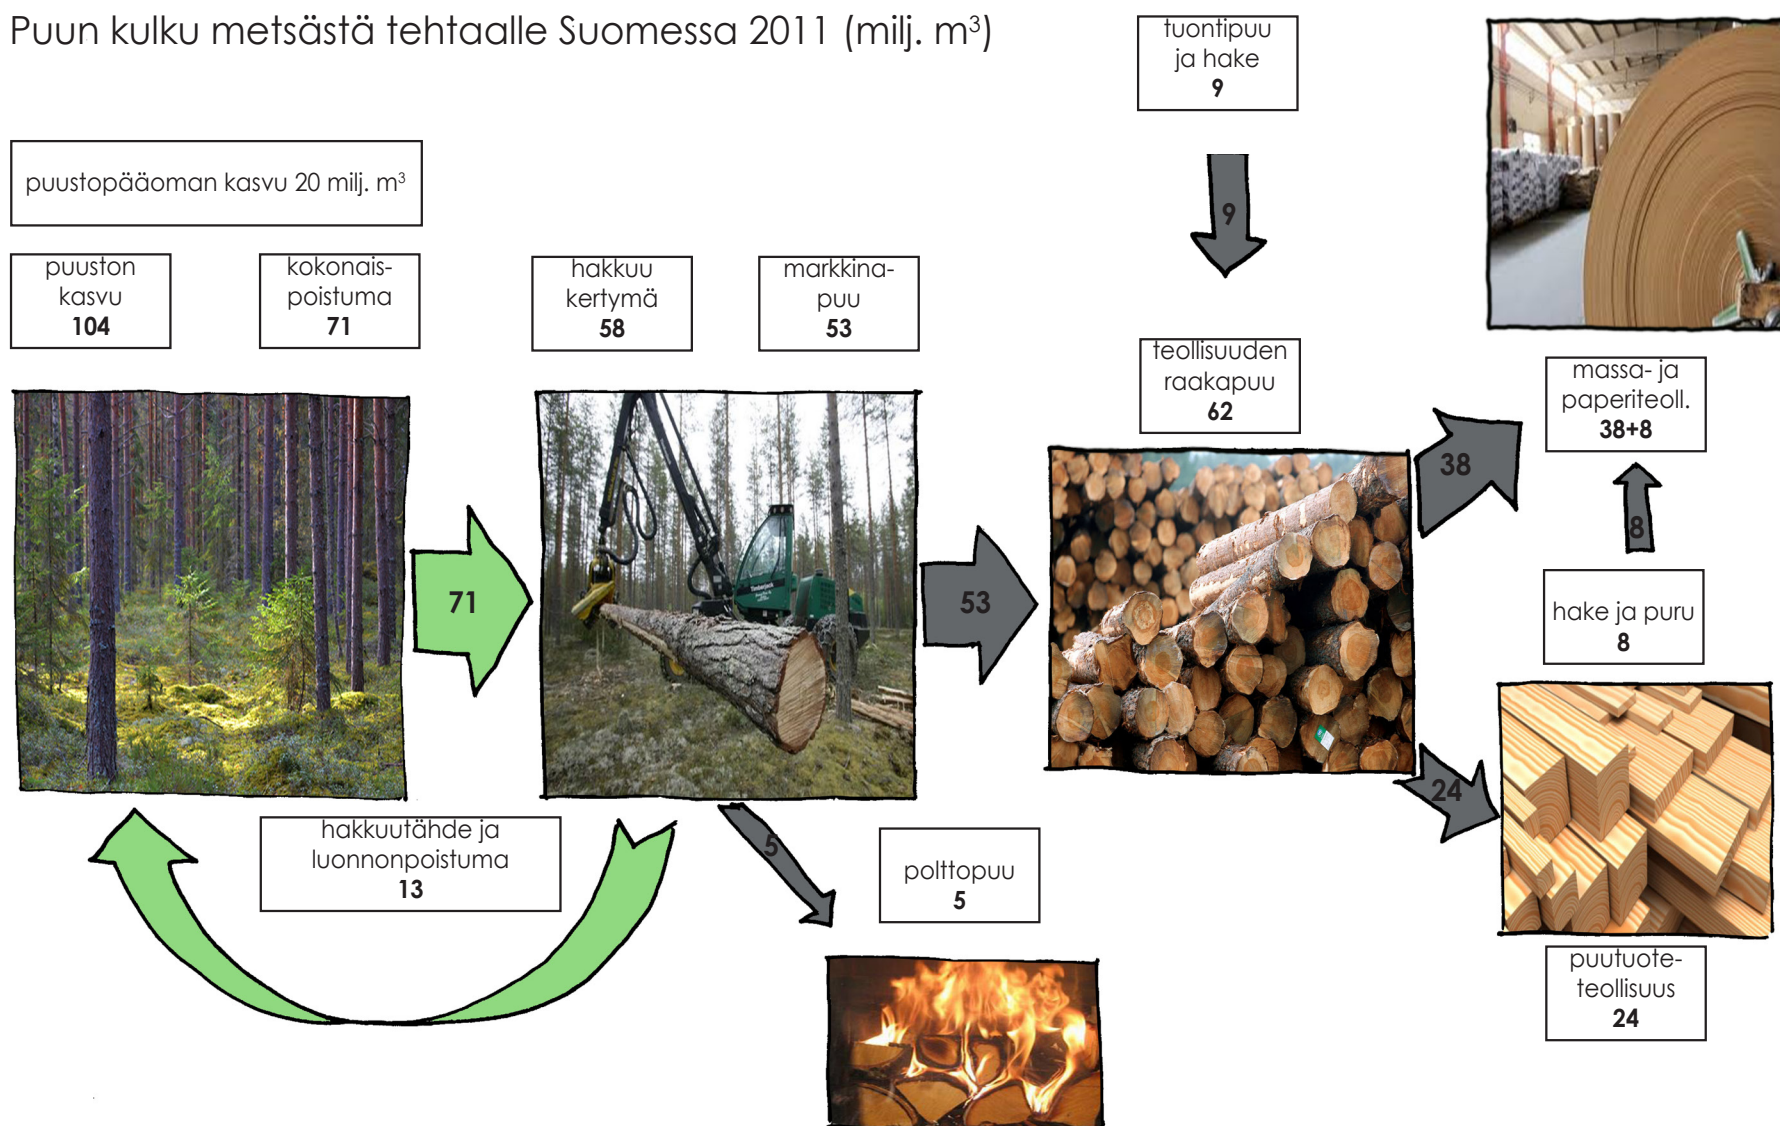 Puun kulku metsästä tehtaalle Suomessa 2011 (milj. m³)
tuontipuu
ja hake
9
9
puustopääoman kasvu 20 milj. m³
puuston
kasvu
104
kokonais-
poistuma
71
hakkuu
kertymä
58
markkina-
puu
53
teollisuuden
raakapuu
62
massa- ja
paperiteoll.
38+8
71
53
38
8
hake ja puru
8
24
hakkuutähde ja
luonnonpoistuma
13
5
polttopuu
5
puutuote-
teollisuus
24